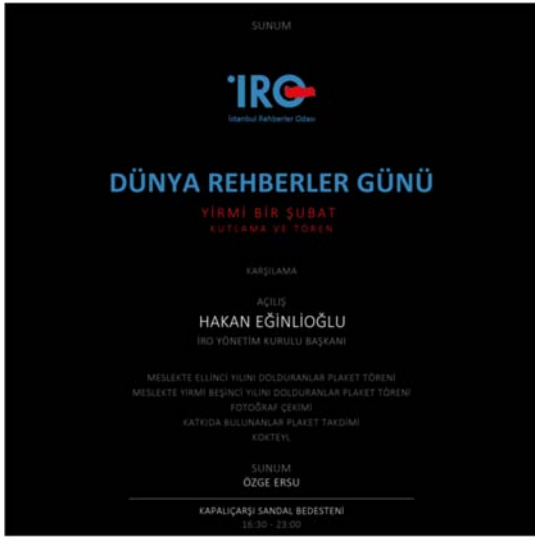 SUNUM
İRO
İstanbul Rehberler Odası
DÜNYA REHBERLER GÜNÜ
YİRMİ BİR ŞUBAT
KUTLAMA VE TÖREN
KARŞILAMA
AÇILIŞ
HAKAN EĞİNLİOĞLU
İRO YÖNETİM KURULU BAŞKANI
MESLEKTE ELLİNCİ YILINI DOLDURANLAR PLAKET TÖRENİ
MESLEKTE YİRMİ BEŞİNCİ YILINI DOLDURANLAR PLAKET TÖRENİ
FOTOĞRAF ÇEKİMİ
KATKIDA BULUNANLAR PLAKET TAKDİMİ
KOKTEYL
SUNUM
ÖZGE ERSU
KAPALIÇARŞI SANDAL BEDESTENİ
16:30 - 23:00